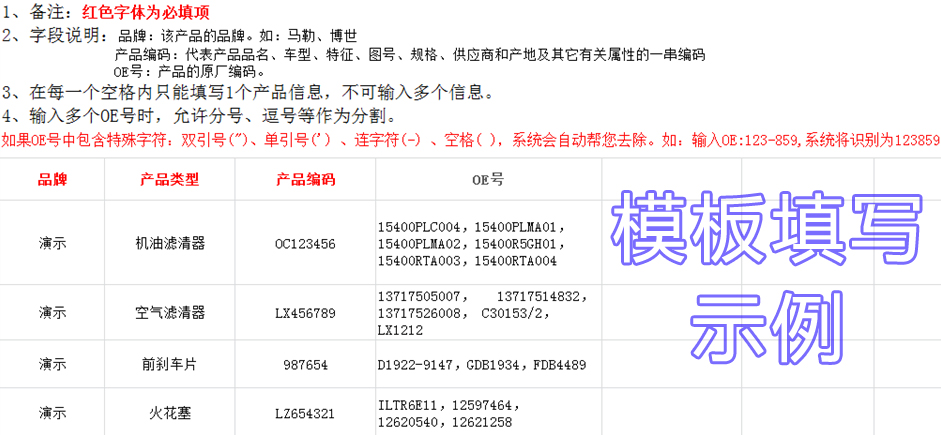 1、备注：红色字体为必填项
2、字段说明：品牌：该产品的品牌。如：马勒、博世
产品编码：代表产品品名、车型、特征、图号、规格、供应商和产地及其它有关属性的一串编码
OE号：产品的原厂编码。
3、在每一个空格内只能填写1个产品信息，不可输入多个信息。
4、输入多个OE号时，允许分号、逗号等作为分割。
如果OE号中包含特殊字符：双引号(")、单引号(')、连字符(-)、空格( )，系统会自动帮您去除。如：输入OE:123-859,系统将识别为123859
品牌 产品类型 产品编码 OE号
演示 机油滤清器 OC123456 15400PLC004，15400PLMA01，
15400PLMA02，15400R5GH01，
15400RTA003，15400RTA004
演示 空气滤清器 LX456789 13717505007， 13717514832，
13717526008， C30153/2，
LX1212
演示 前刹车片 987654 D1922-9147，GDB1934，FDB4489
演示 火花塞 LZ654321 ILTR6E11，12597464，
12620540，12621258
模板填写
示例